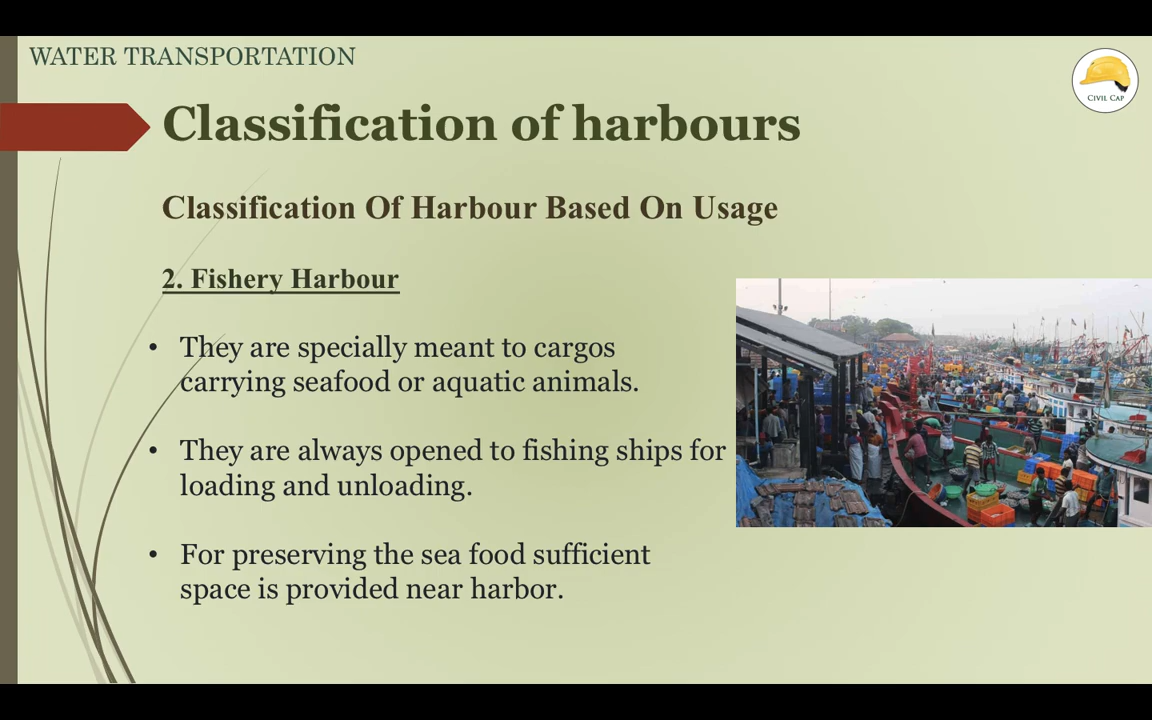 WATER TRANSPORTATION
CIVIL CAP
Classification of harbours
Classification Of Harbour Based On Usage
2. Fishery Harbour
• They are specially meant to cargos
carrying seafood or aquatic animals.
• They are always opened to fishing ships for
loading and unloading.
• For preserving the sea food sufficient
space is provided near harbor.